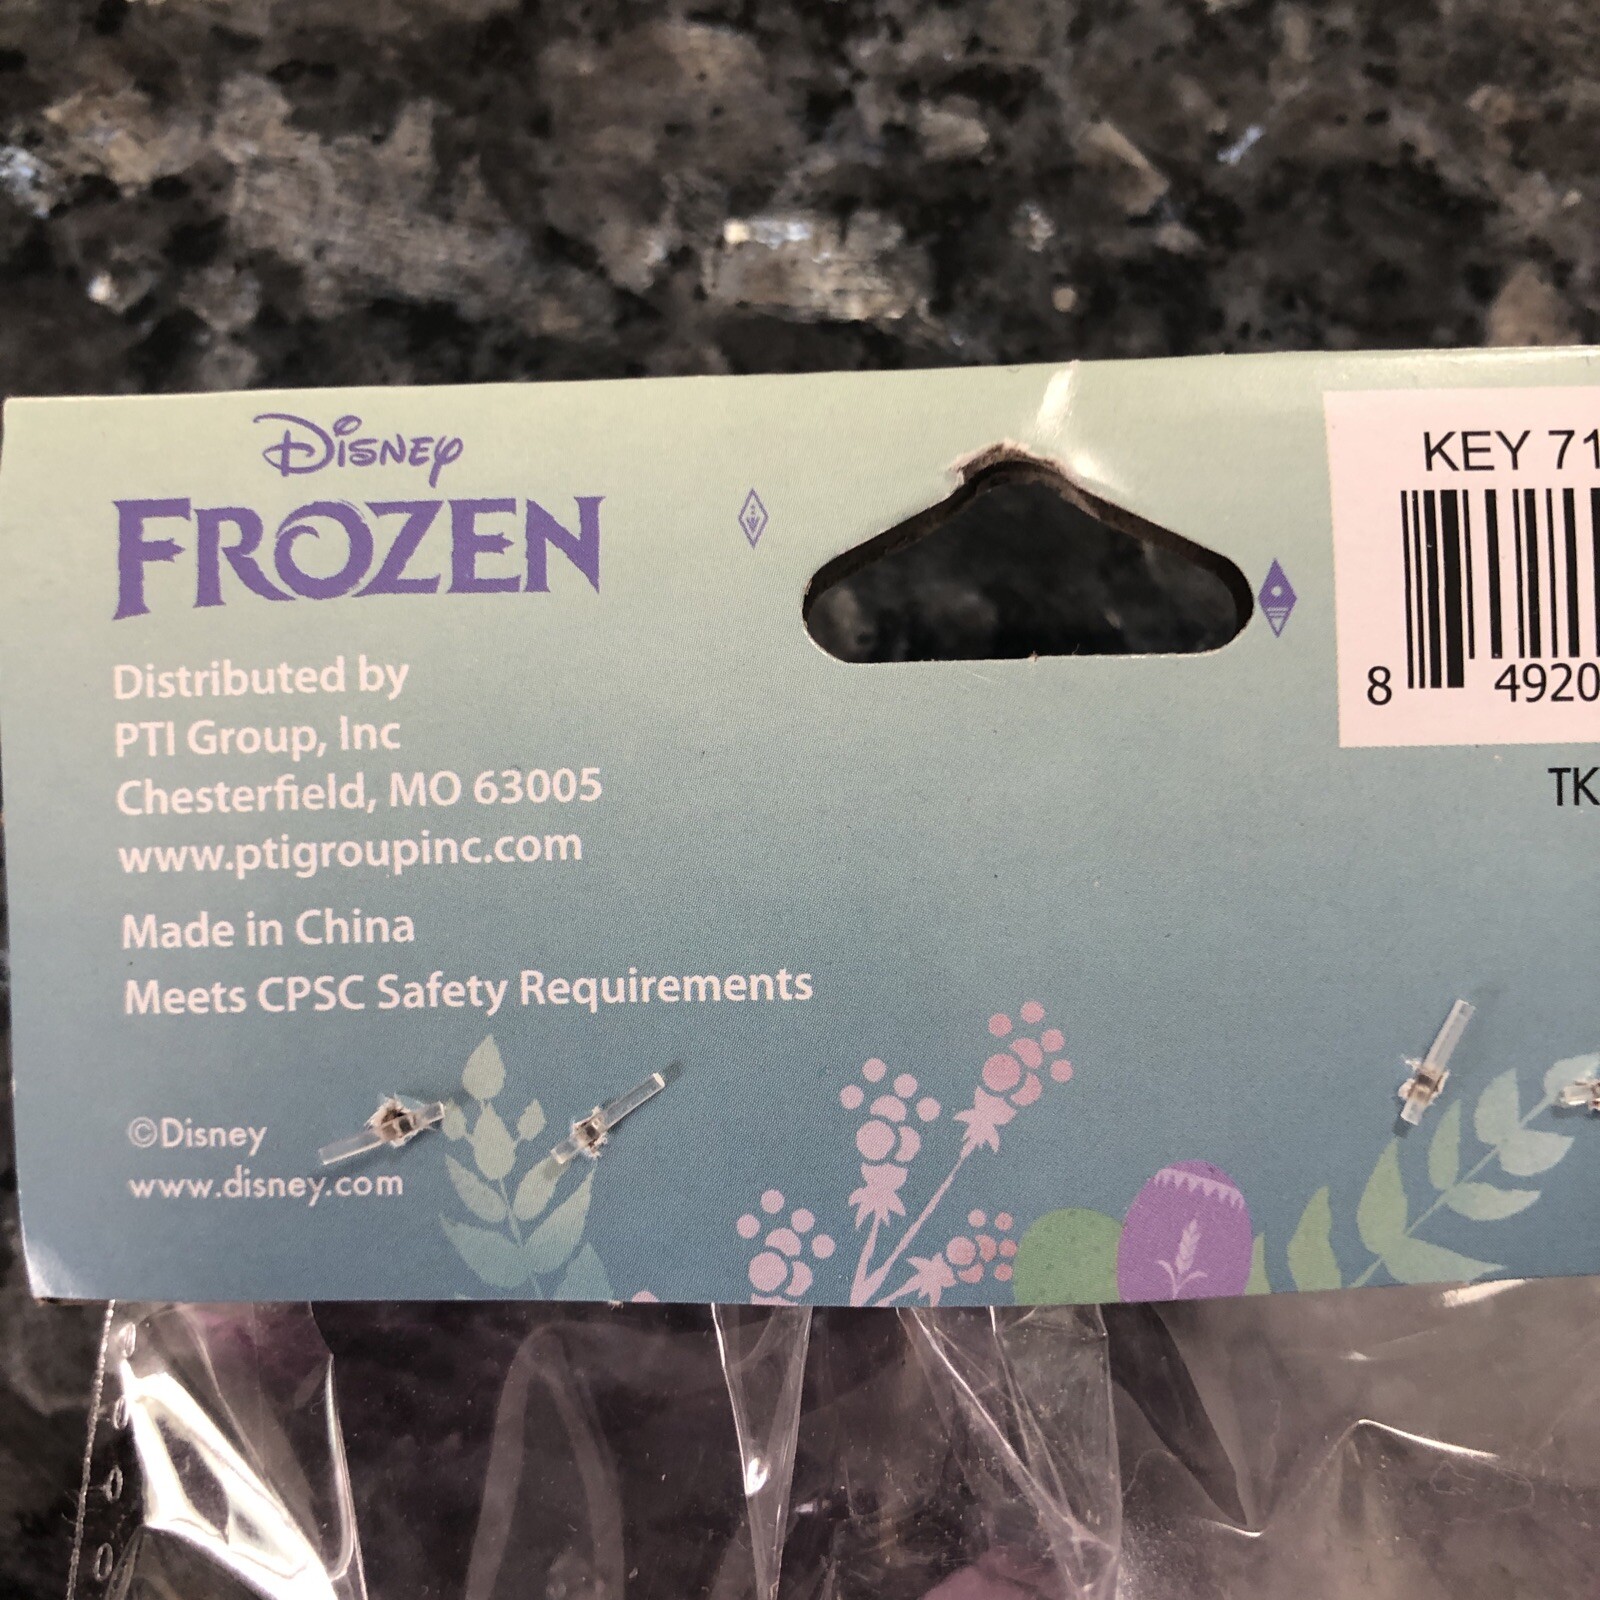 Disney
FROZEN
Distributed by
PTI Group, Inc
Chesterfield, MO 63005
www.ptigroupinc.com
Made in China
Meets CPSC Safety Requirements
©Disney
www.disney.com
KEY 71
8 4920
TK